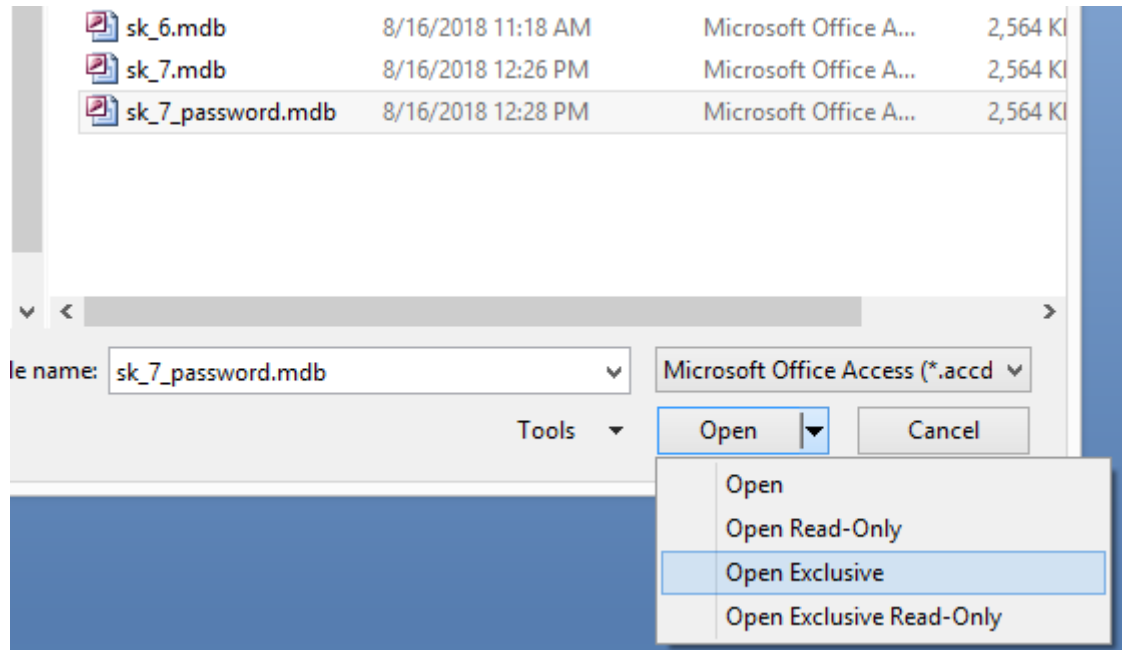 sk_6.mdb 8/16/2018 11:18 AM Microsoft Office A... 2,564 K
sk_7.mdb 8/16/2018 12:26 PM Microsoft Office A... 2,564 K
sk_7_password.mdb 8/16/2018 12:28 PM Microsoft Office A... 2,564 K
le name: sk_7_password.mdb Microsoft Office Access (*.accd
Tools Open Cancel
Open
Open Read-Only
Open Exclusive
Open Exclusive Read-Only